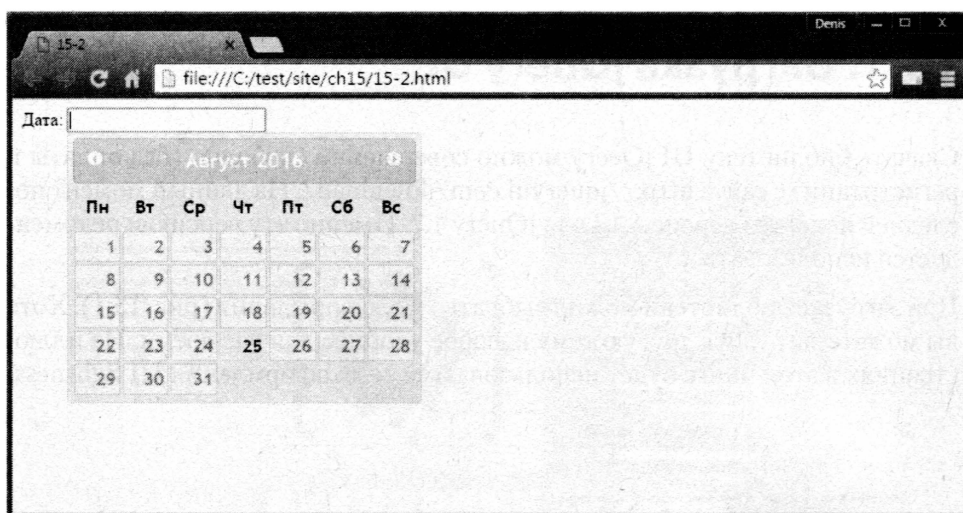 Denis
15-2
file:///C:/test/site/ch15/15-2.html
Дата:
Август 2016
Пн Вт Ср Чт Пт Сб Вс
1 2 3 4 5 6 7
8 9 10 11 12 13 14
15 16 17 18 19 20 21
22 23 24 25 26 27 28
29 30 31